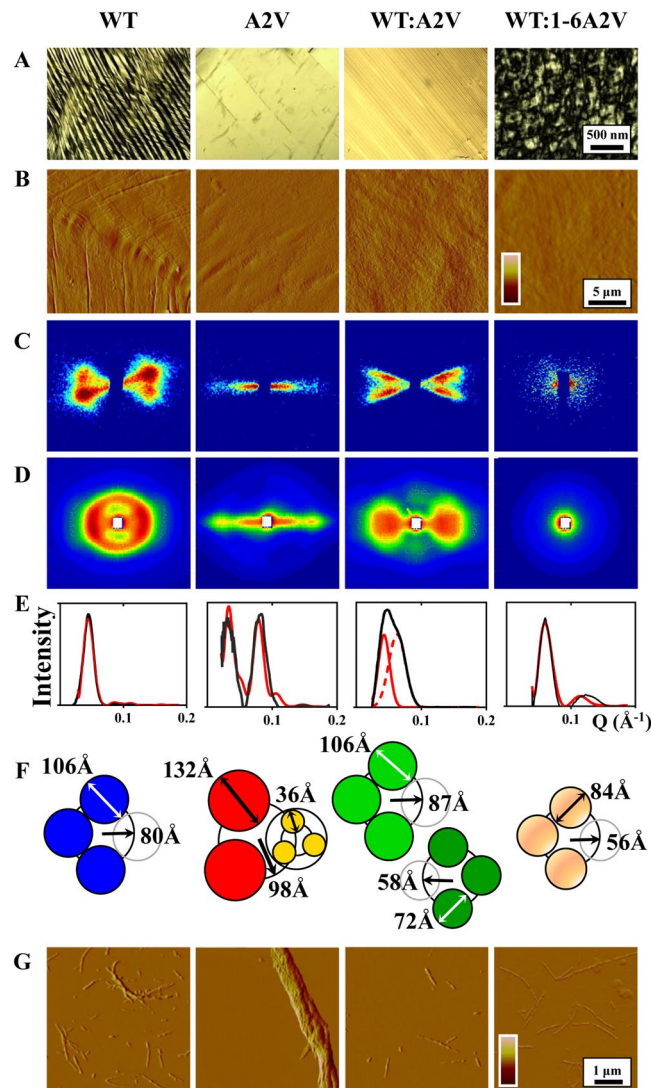 WT A2V WT:A2V WT:1-6A2V
A
500 nm
B
5 µm
C
D
E
Intensity
0.1 0.2 0.1 0.2 0.1 0.2 0.1
Q (Å⁻¹)
F
106Å
80Å
132Å
36Å
98Å
106Å
87Å
58Å
72Å
84Å
56Å
G
1 µm